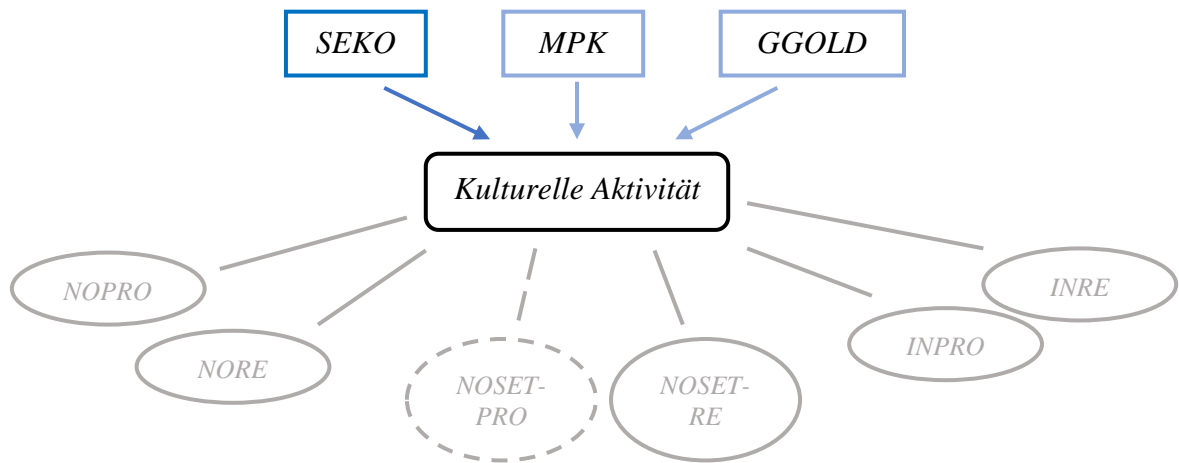 SEKO
MPK
GGOLD
Kulturelle Aktivität
NOPRO
NORE
NOSET-
PRO
NOSET-
RE
INPRO
INRE